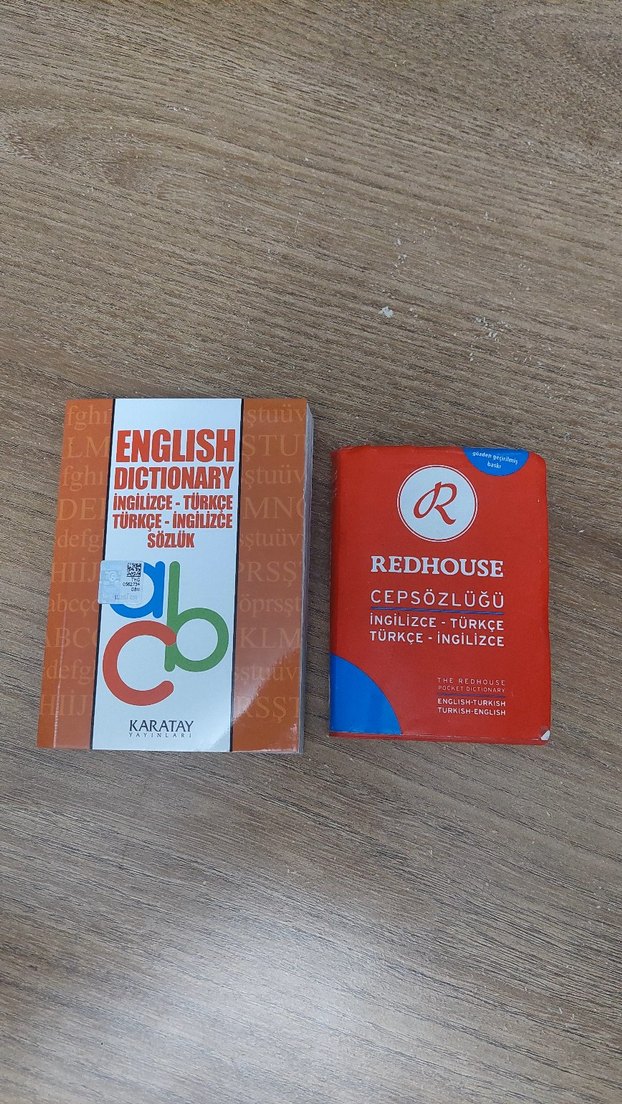 ENGLISH
DICTIONARY
İNGİLİZCE - TÜRKÇE
TÜRKÇE - İNGİLİZCE
SÖZLÜK
abc
KARATAY
YAYINLARI
gözden geçirilmiş
baskı
R
REDHOUSE
CEPSÖZLÜĞÜ
İNGİLİZCE - TÜRKÇE
TÜRKÇE - İNGİLİZCE
THE REDHOUSE
POCKET DICTIONARY
ENGLISH-TURKISH
TURKISH-ENGLISH